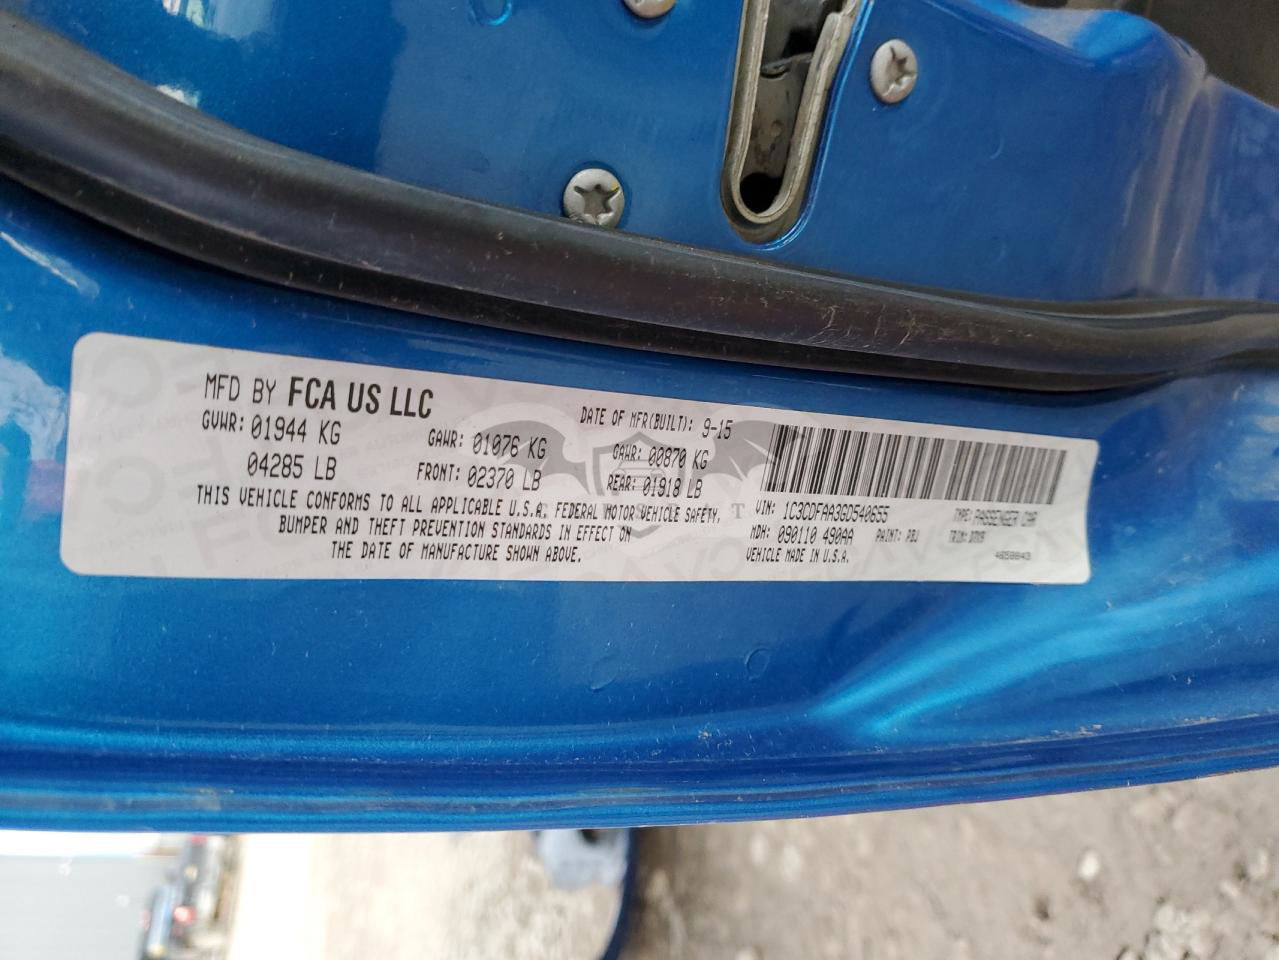 MFD BY FCA US LLC
DATE OF MFR(BUILT): 9-15
GVWR: 01944 KG GAWR: 01076 KG GAWR: 00870 KG
04285 LB FRONT: 02370 LB REAR: 01918 LB
THIS VEHICLE CONFORMS TO ALL APPLICABLE U.S.A. FEDERAL MOTOR VEHICLE SAFETY,
BUMPER AND THEFT PREVENTION STANDARDS IN EFFECT ON
THE DATE OF MANUFACTURE SHOWN ABOVE.
VIN: 1C3CDFAA3GD540655 TYPE: PASSENGER CAR
MDH: 090110 490AA PAINT: PBJ TRIM:
VEHICLE MADE IN U.S.A.